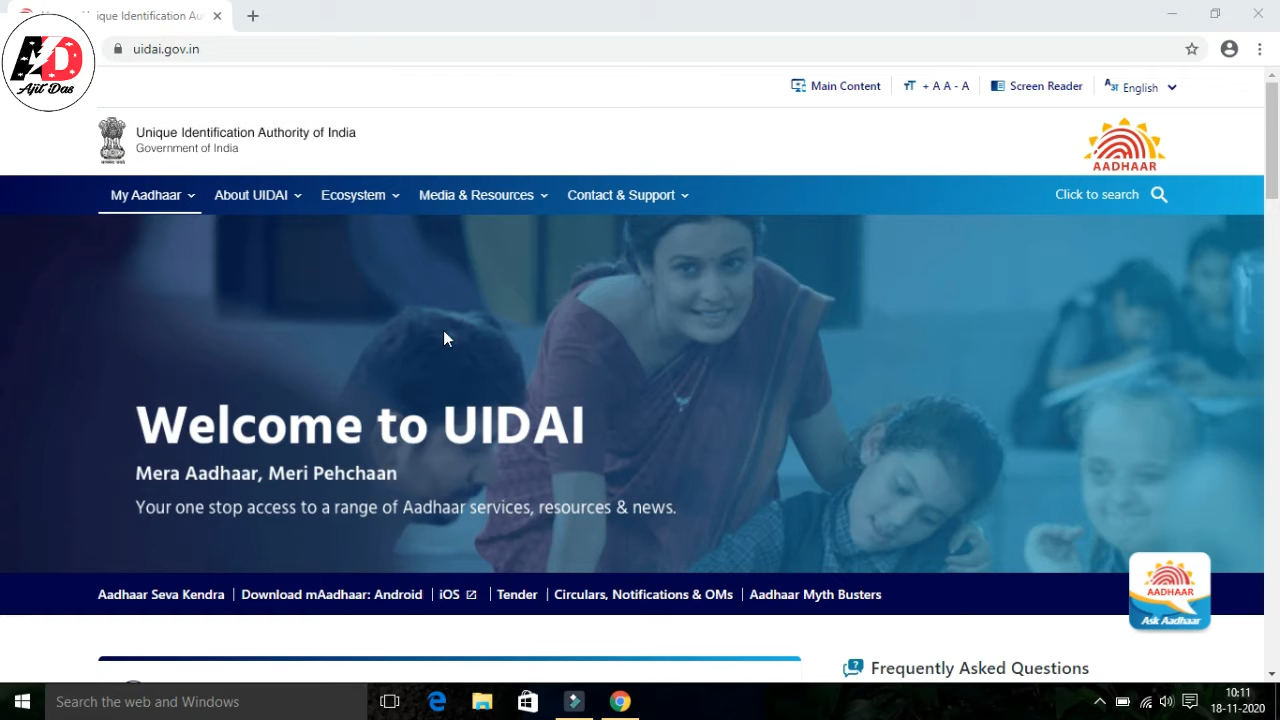 Unique Identification Au
AD
Ajit Das
uidai.gov.in
Main Content
TT + A A - A
Screen Reader
English
Unique Identification Authority of India
Government of India
AADHAAR
My Aadhaar
About UIDAI
Ecosystem
Media & Resources
Contact & Support
Click to search
Welcome to UIDAI
Mera Aadhaar, Meri Pehchaan
Your one stop access to a range of Aadhaar services, resources & news.
Aadhaar Seva Kendra
Download mAadhaar: Android
iOS
Tender
Circulars, Notifications & OMs
Aadhaar Myth Busters
AADHAAR
Ask Aadhaar
Frequently Asked Questions
Search the web and Windows
10:11
18-11-2020